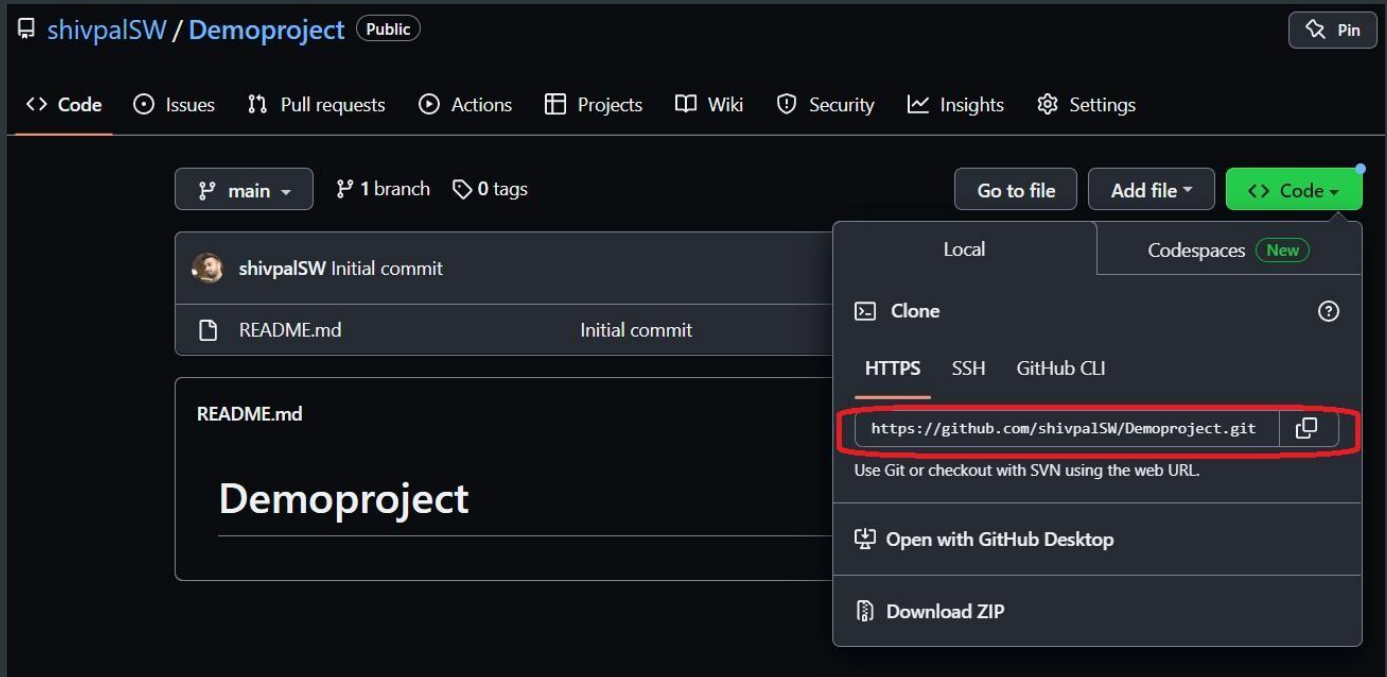 shivpalSW / Demoproject Public
Pin
Code Issues Pull requests Actions Projects Wiki Security Insights Settings
main 1 branch 0 tags
Go to file Add file Code
shivpalSW Initial commit
README.md Initial commit
README.md
Demoproject
Local Codespaces New
Clone
HTTPS SSH GitHub CLI
https://github.com/shivpalSW/Demoproject.git
Use Git or checkout with SVN using the web URL.
Open with GitHub Desktop
Download ZIP